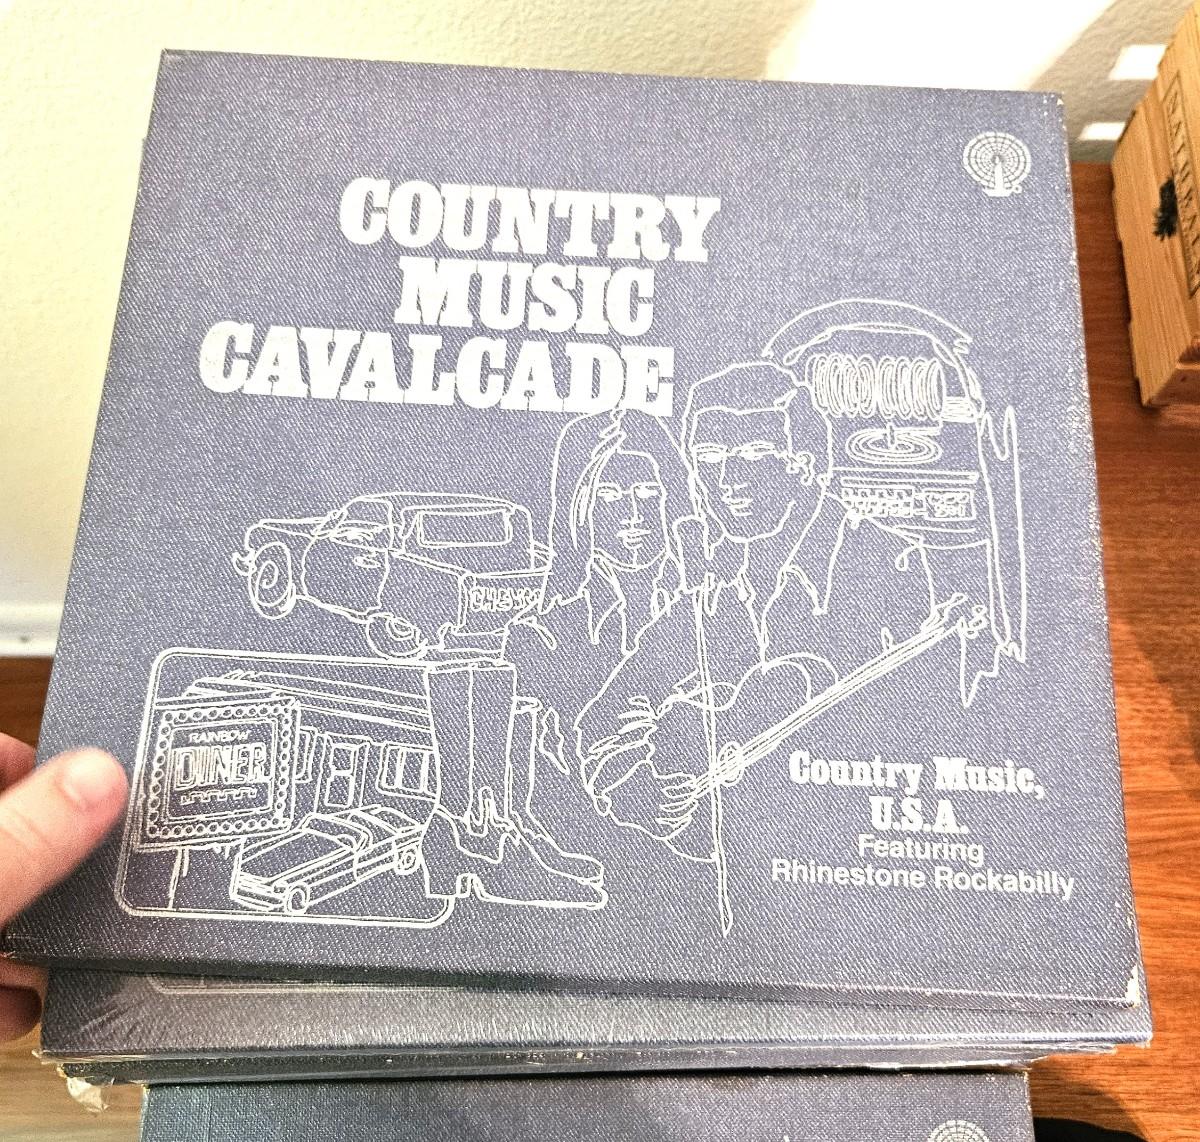 COUNTRY
MUSIC
CAVALCADE
RAINBOW
DINER
Country Music,
U.S.A.
Featuring
Rhinestone Rockabilly